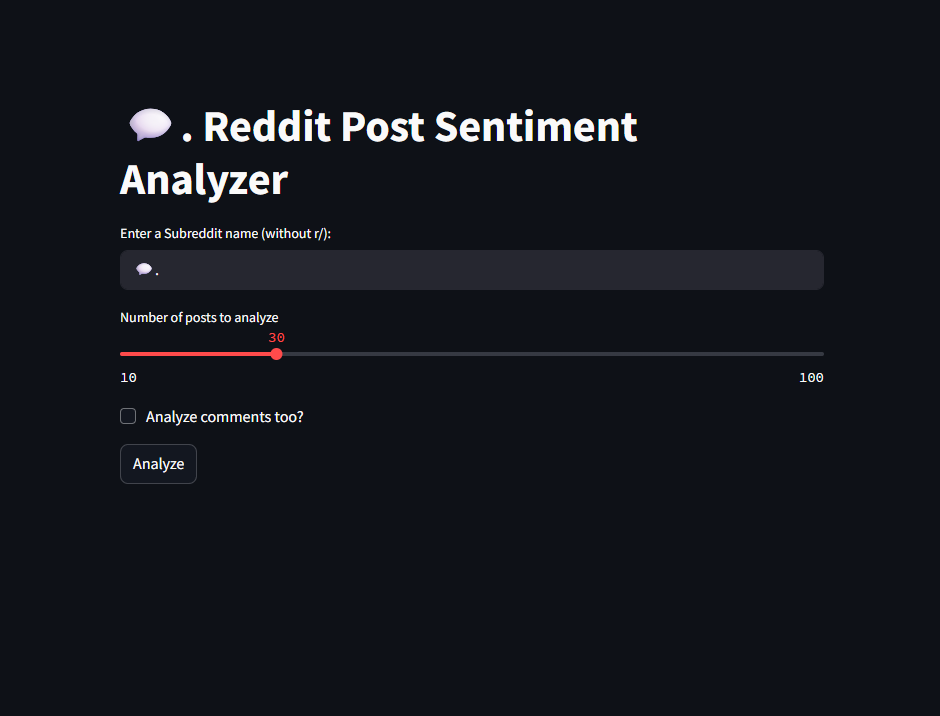 💬. Reddit Post Sentiment
Analyzer
Enter a Subreddit name (without r/):
💬.
Number of posts to analyze
30
10 100
Analyze comments too?
Analyze